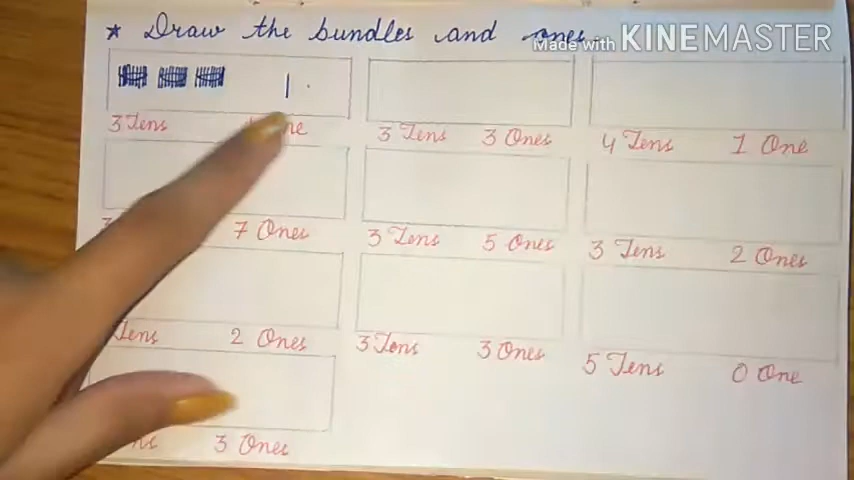 * Draw the bundles and ones
Made with KINEMASTER
3 Tens
3 Tens 3 Ones
4 Tens 1 One
7 Ones
3 Tens 5 Ones
3 Tens 2 Ones
Tens 2 Ones
3 Tens 3 Ones
5 Tens 0 One
3 Ones